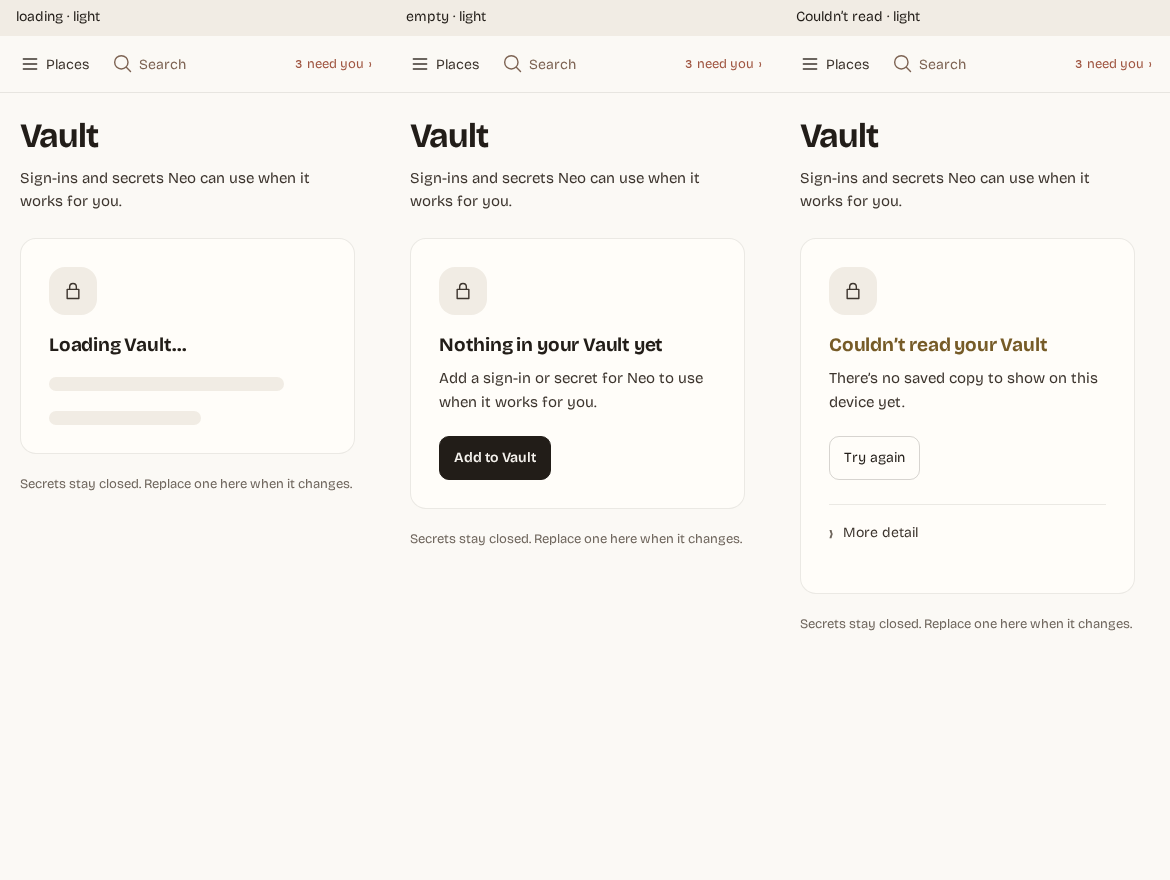 loading · light
empty · light
Couldn’t read · light
Places
Search
3 need you ›
Places
Search
3 need you ›
Places
Search
3 need you ›
Vault
Sign-ins and secrets Neo can use when it
works for you.
Loading Vault…
Secrets stay closed. Replace one here when it changes.
Vault
Sign-ins and secrets Neo can use when it
works for you.
Nothing in your Vault yet
Add a sign-in or secret for Neo to use
when it works for you.
Add to Vault
Secrets stay closed. Replace one here when it changes.
Vault
Sign-ins and secrets Neo can use when it
works for you.
Couldn’t read your Vault
There’s no saved copy to show on this
device yet.
Try again
› More detail
Secrets stay closed. Replace one here when it changes.